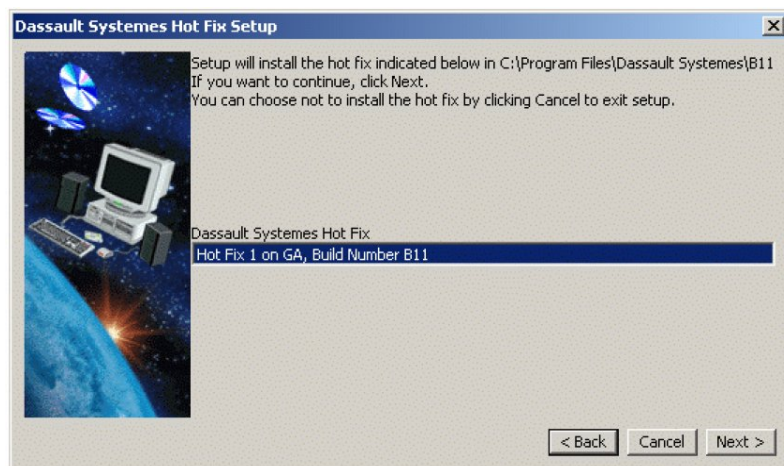 Dassault Systemes Hot Fix Setup
Setup will install the hot fix indicated below in C:\Program Files\Dassault Systemes\B11
If you want to continue, click Next.
You can choose not to install the hot fix by clicking Cancel to exit setup.
Dassault Systemes Hot Fix
Hot Fix 1 on GA, Build Number B11
< Back Cancel Next >